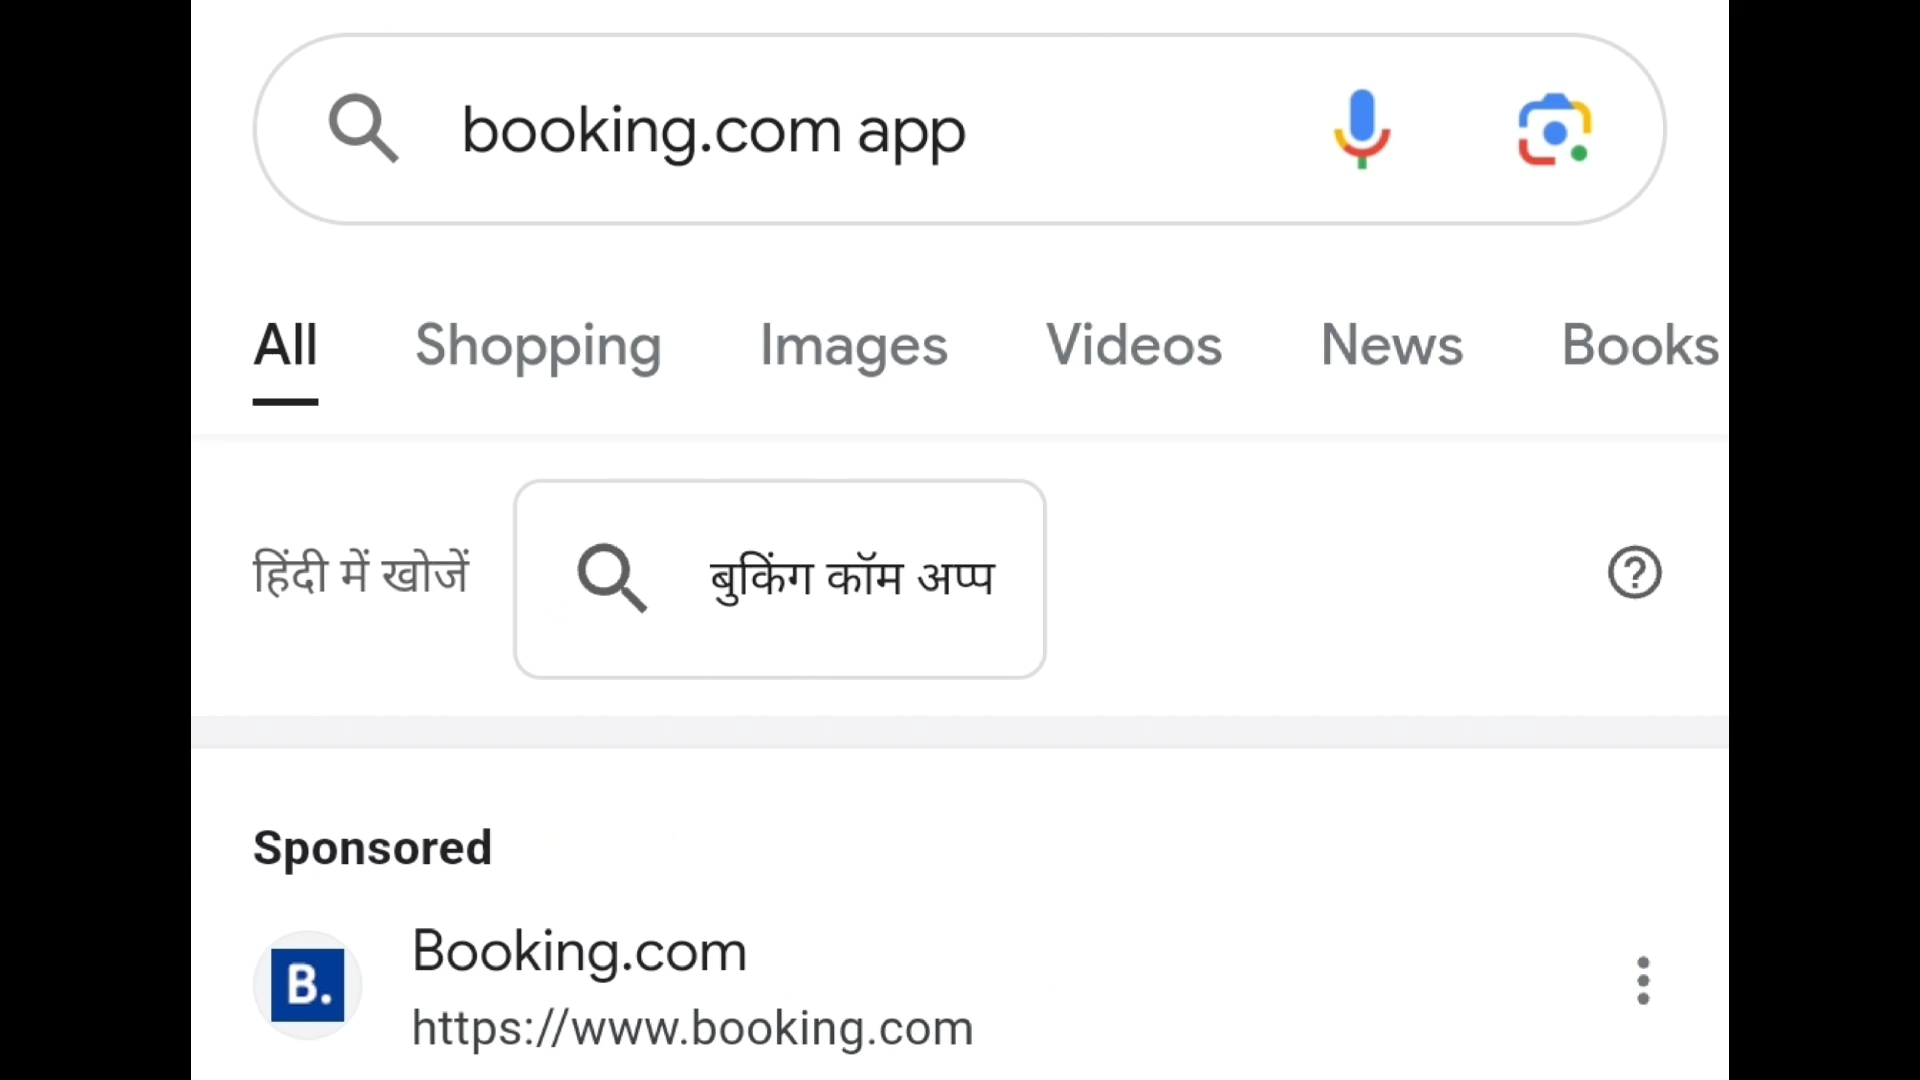 booking.com app
All Shopping Images Videos News Books
हिंदी में खोजें बुकिंग कॉम अप्प
Sponsored
B.
Booking.com
https://www.booking.com